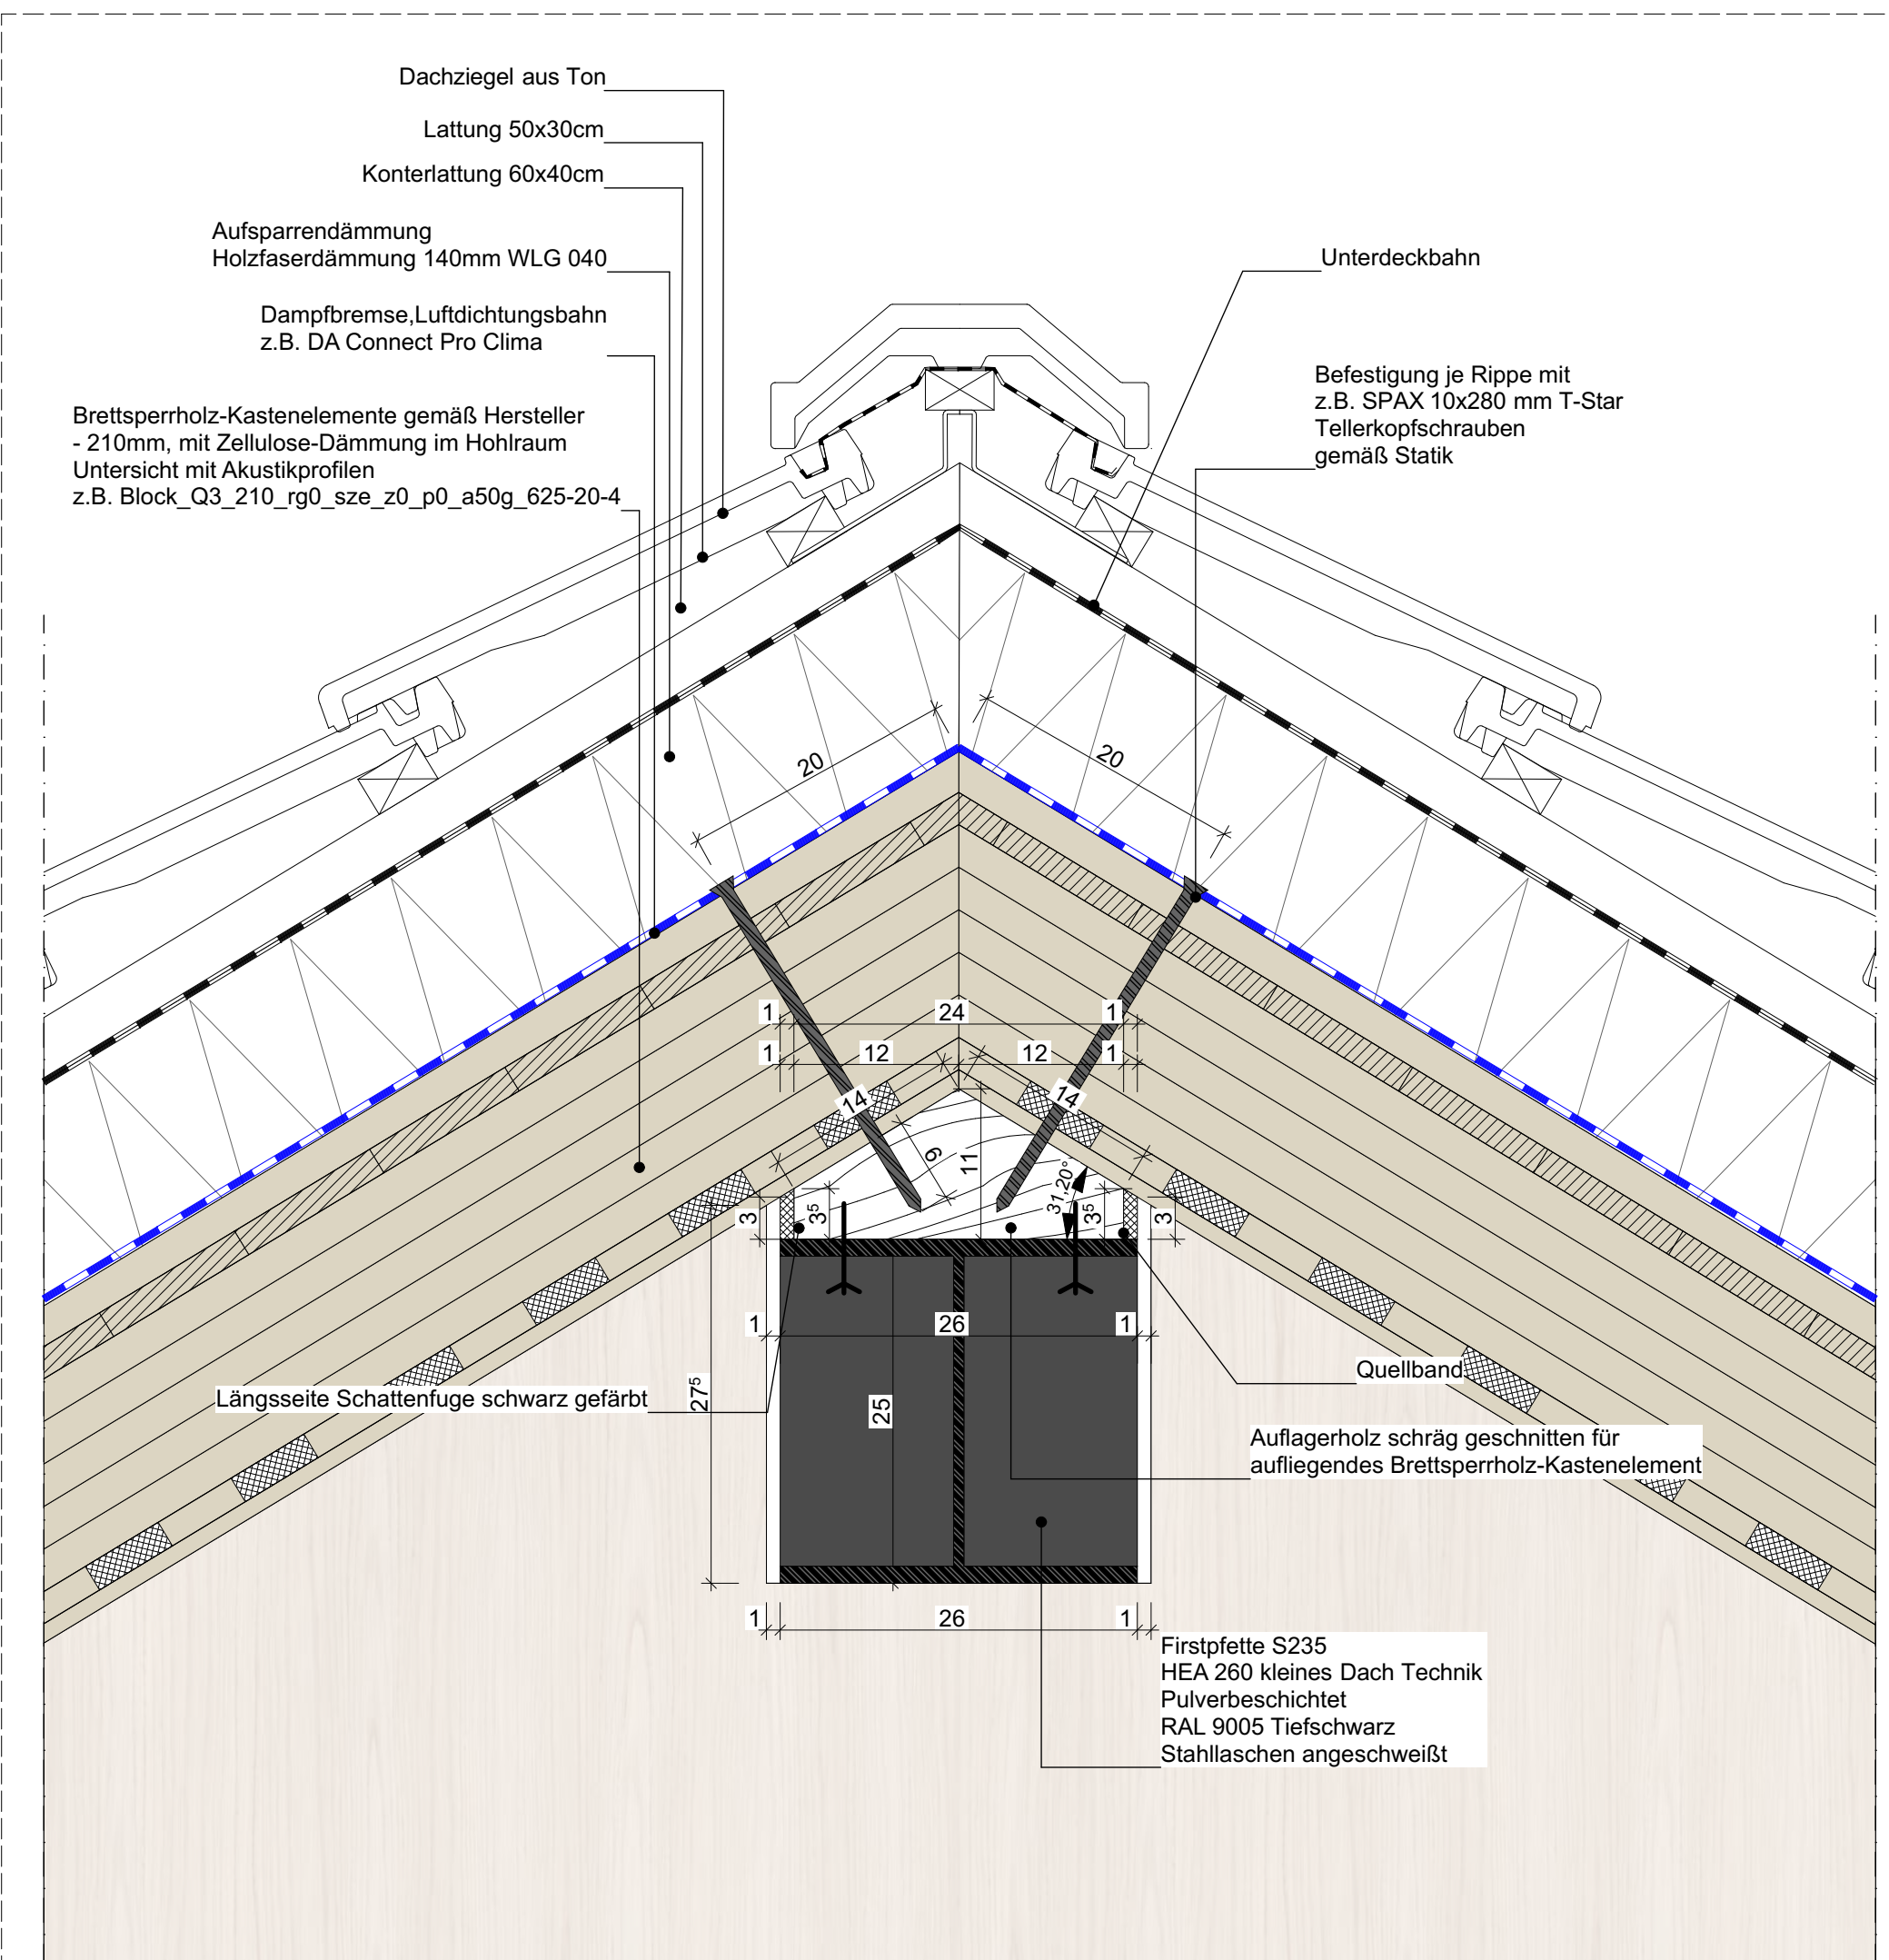 Dachziegel aus Ton
Lattung 50x30cm
Konterlattung 60x40cm
Aufsparrendämmung
Holzfaserdämmung 140mm WLG 040
Dampfbremse,Luftdichtungsbahn
z.B. DA Connect Pro Clima
Brettsperrholz-Kastenelemente gemäß Hersteller
- 210mm, mit Zellulose-Dämmung im Hohlraum
Untersicht mit Akustikprofilen
z.B. Block_Q3_210_rg0_sze_z0_p0_a50g_625-20-4
Unterdeckbahn
Befestigung je Rippe mit
z.B. SPAX 10x280 mm T-Star
Tellerkopfschrauben
gemäß Statik
20
20
1 24 1
1 12 12 1
14
14
6
11
31,20°
3
3⁵
3⁵
3
1 26 1
27⁵
25
Längsseite Schattenfuge schwarz gefärbt
Quellband
Auflagerholz schräg geschnitten für
aufliegendes Brettsperrholz-Kastenelement
1 26 1
Firstpfette S235
HEA 260 kleines Dach Technik
Pulverbeschichtet
RAL 9005 Tiefschwarz
Stahllaschen angeschweißt